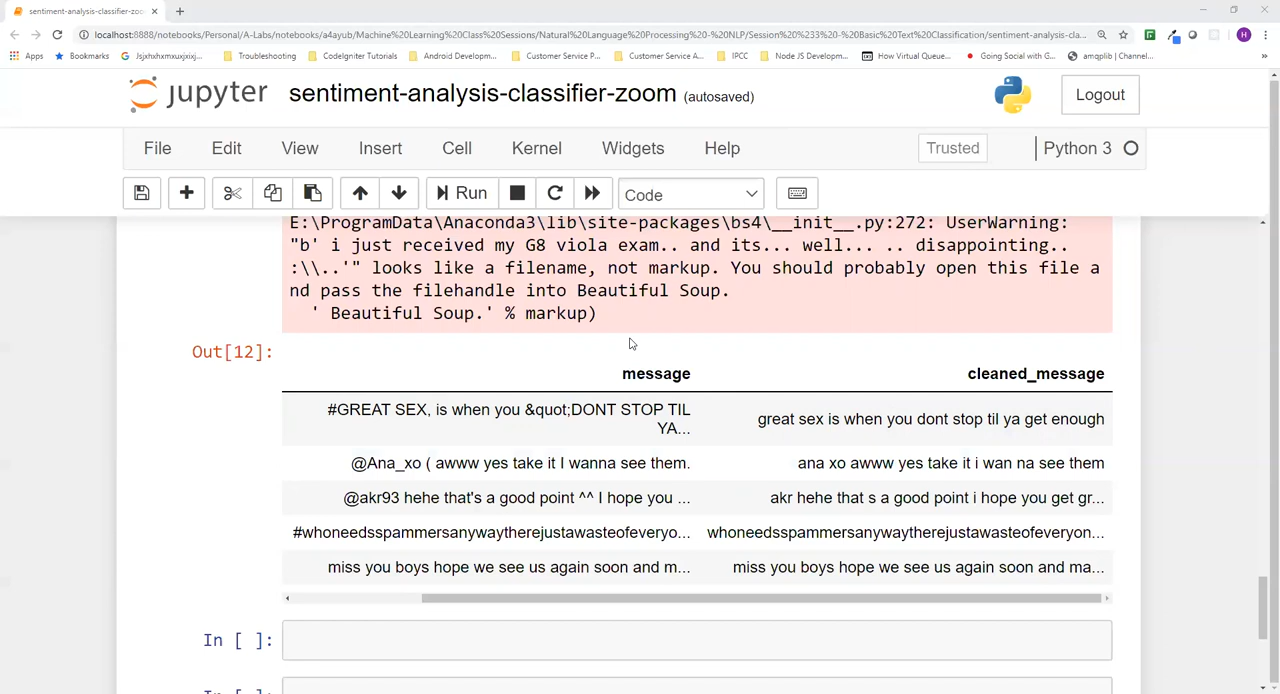 sentiment-analysis-classifier-zo
localhost:8888/notebooks/Personal/A-Labs/notebooks/a4ayub/Machine%20Learning%20Class%20Sessions/Natural%20Language%20Processing%20-%20NLP/Session%20%233%20-%20Basic%20Text%20Classification/sentiment-analysis-cla...
Apps Bookmarks Jsjxhxmxuxjxixj... Troubleshooting CodeIgniter Tutorials Android Developm... Customer Service P... Customer Service A... IPCC Node JS Developm... How Virtual Queue... Going Social with G... amqplib | Channel... »
H
jupyter sentiment-analysis-classifier-zoom (autosaved) Logout
File Edit View Insert Cell Kernel Widgets Help Trusted Python 3
Run Code
E:\ProgramData\Anaconda3\lib\site-packages\bs4\__init__.py:272: UserWarning:
"b' i just received my G8 viola exam.. and its... well... .. disappointing..
:\\..'" looks like a filename, not markup. You should probably open this file a
nd pass the filehandle into Beautiful Soup.
' Beautiful Soup.' % markup)
Out[12]:
message cleaned_message
#GREAT SEX, is when you &quot;DONT STOP TIL
YA... great sex is when you dont stop til ya get enough
@Ana_xo ( awww yes take it I wanna see them. ana xo awww yes take it i wan na see them
@akr93 hehe that's a good point ^^ I hope you ... akr hehe that s a good point i hope you get gr...
#whoneedsspammersanywaytherejustawasteofeveryo... whoneedsspammersanywaytherejustawasteofeveryon...
miss you boys hope we see us again soon and m... miss you boys hope we see us again soon and ma...
In [ ]: